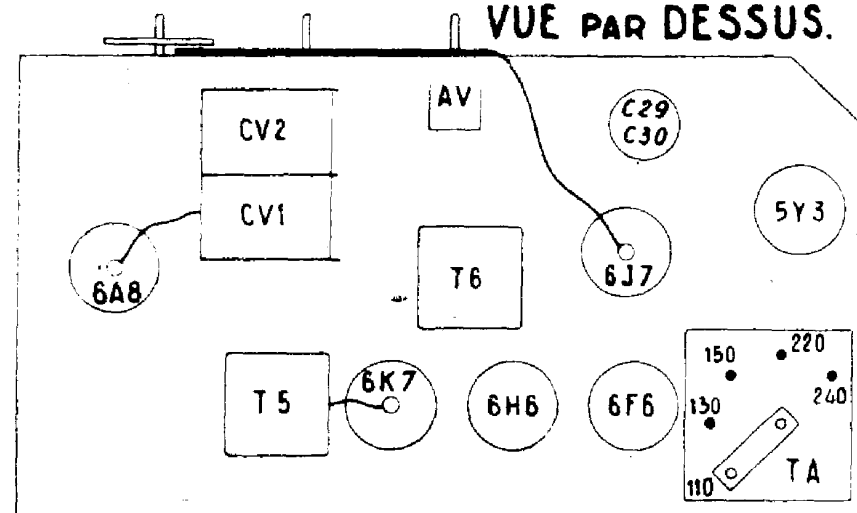 VUE PAR DESSUS.
AV
C29
C30
CV2
CV1
5Y3
6A8
T6
6J7
T5
6K7
6H6
6F6
150
220
130
240
110
TA